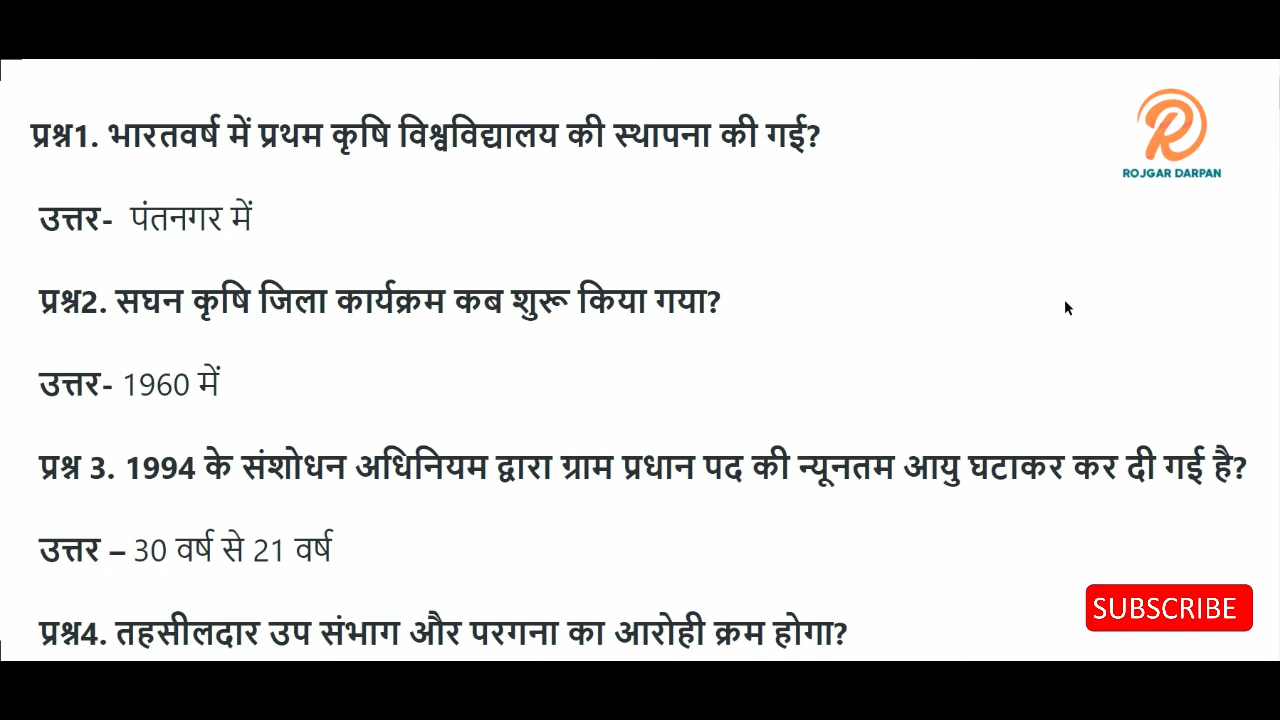 प्रश्न1. भारतवर्ष में प्रथम कृषि विश्वविद्यालय की स्थापना की गई?
ROJGAR DARPAN
उत्तर- पंतनगर में
प्रश्न2. सघन कृषि जिला कार्यक्रम कब शुरू किया गया?
उत्तर- 1960 में
प्रश्न 3. 1994 के संशोधन अधिनियम द्वारा ग्राम प्रधान पद की न्यूनतम आयु घटाकर कर दी गई है?
उत्तर – 30 वर्ष से 21 वर्ष
SUBSCRIBE
प्रश्न4. तहसीलदार उप संभाग और परगना का आरोही क्रम होगा?